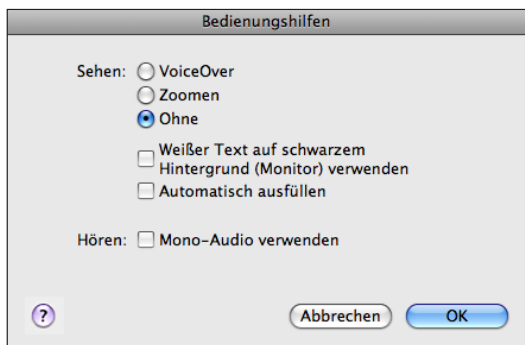 Bedienungshilfen
Sehen: VoiceOver
Zoomen
Ohne
Weißer Text auf schwarzem
Hintergrund (Monitor) verwenden
Automatisch ausfüllen
Hören: Mono-Audio verwenden
? Abbrechen OK